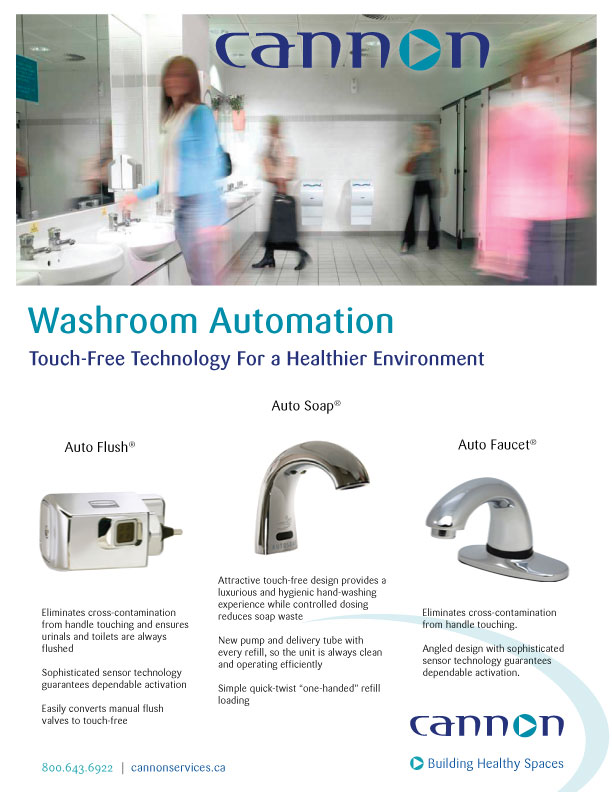 cannon
Washroom Automation
Touch-Free Technology For a Healthier Environment
Auto Flush®
Eliminates cross-contamination
from handle touching and ensures
urinals and toilets are always
flushed
Sophisticated sensor technology
guarantees dependable activation
Easily converts manual flush
valves to touch-free
Auto Soap®
Attractive touch-free design provides a
luxurious and hygienic hand-washing
experience while controlled dosing
reduces soap waste
New pump and delivery tube with
every refill, so the unit is always clean
and operating efficiently
Simple quick-twist “one-handed” refill
loading
Auto Faucet®
Eliminates cross-contamination
from handle touching.
Angled design with sophisticated
sensor technology guarantees
dependable activation.
cannon
Building Healthy Spaces
800.643.6922 | cannonservices.ca